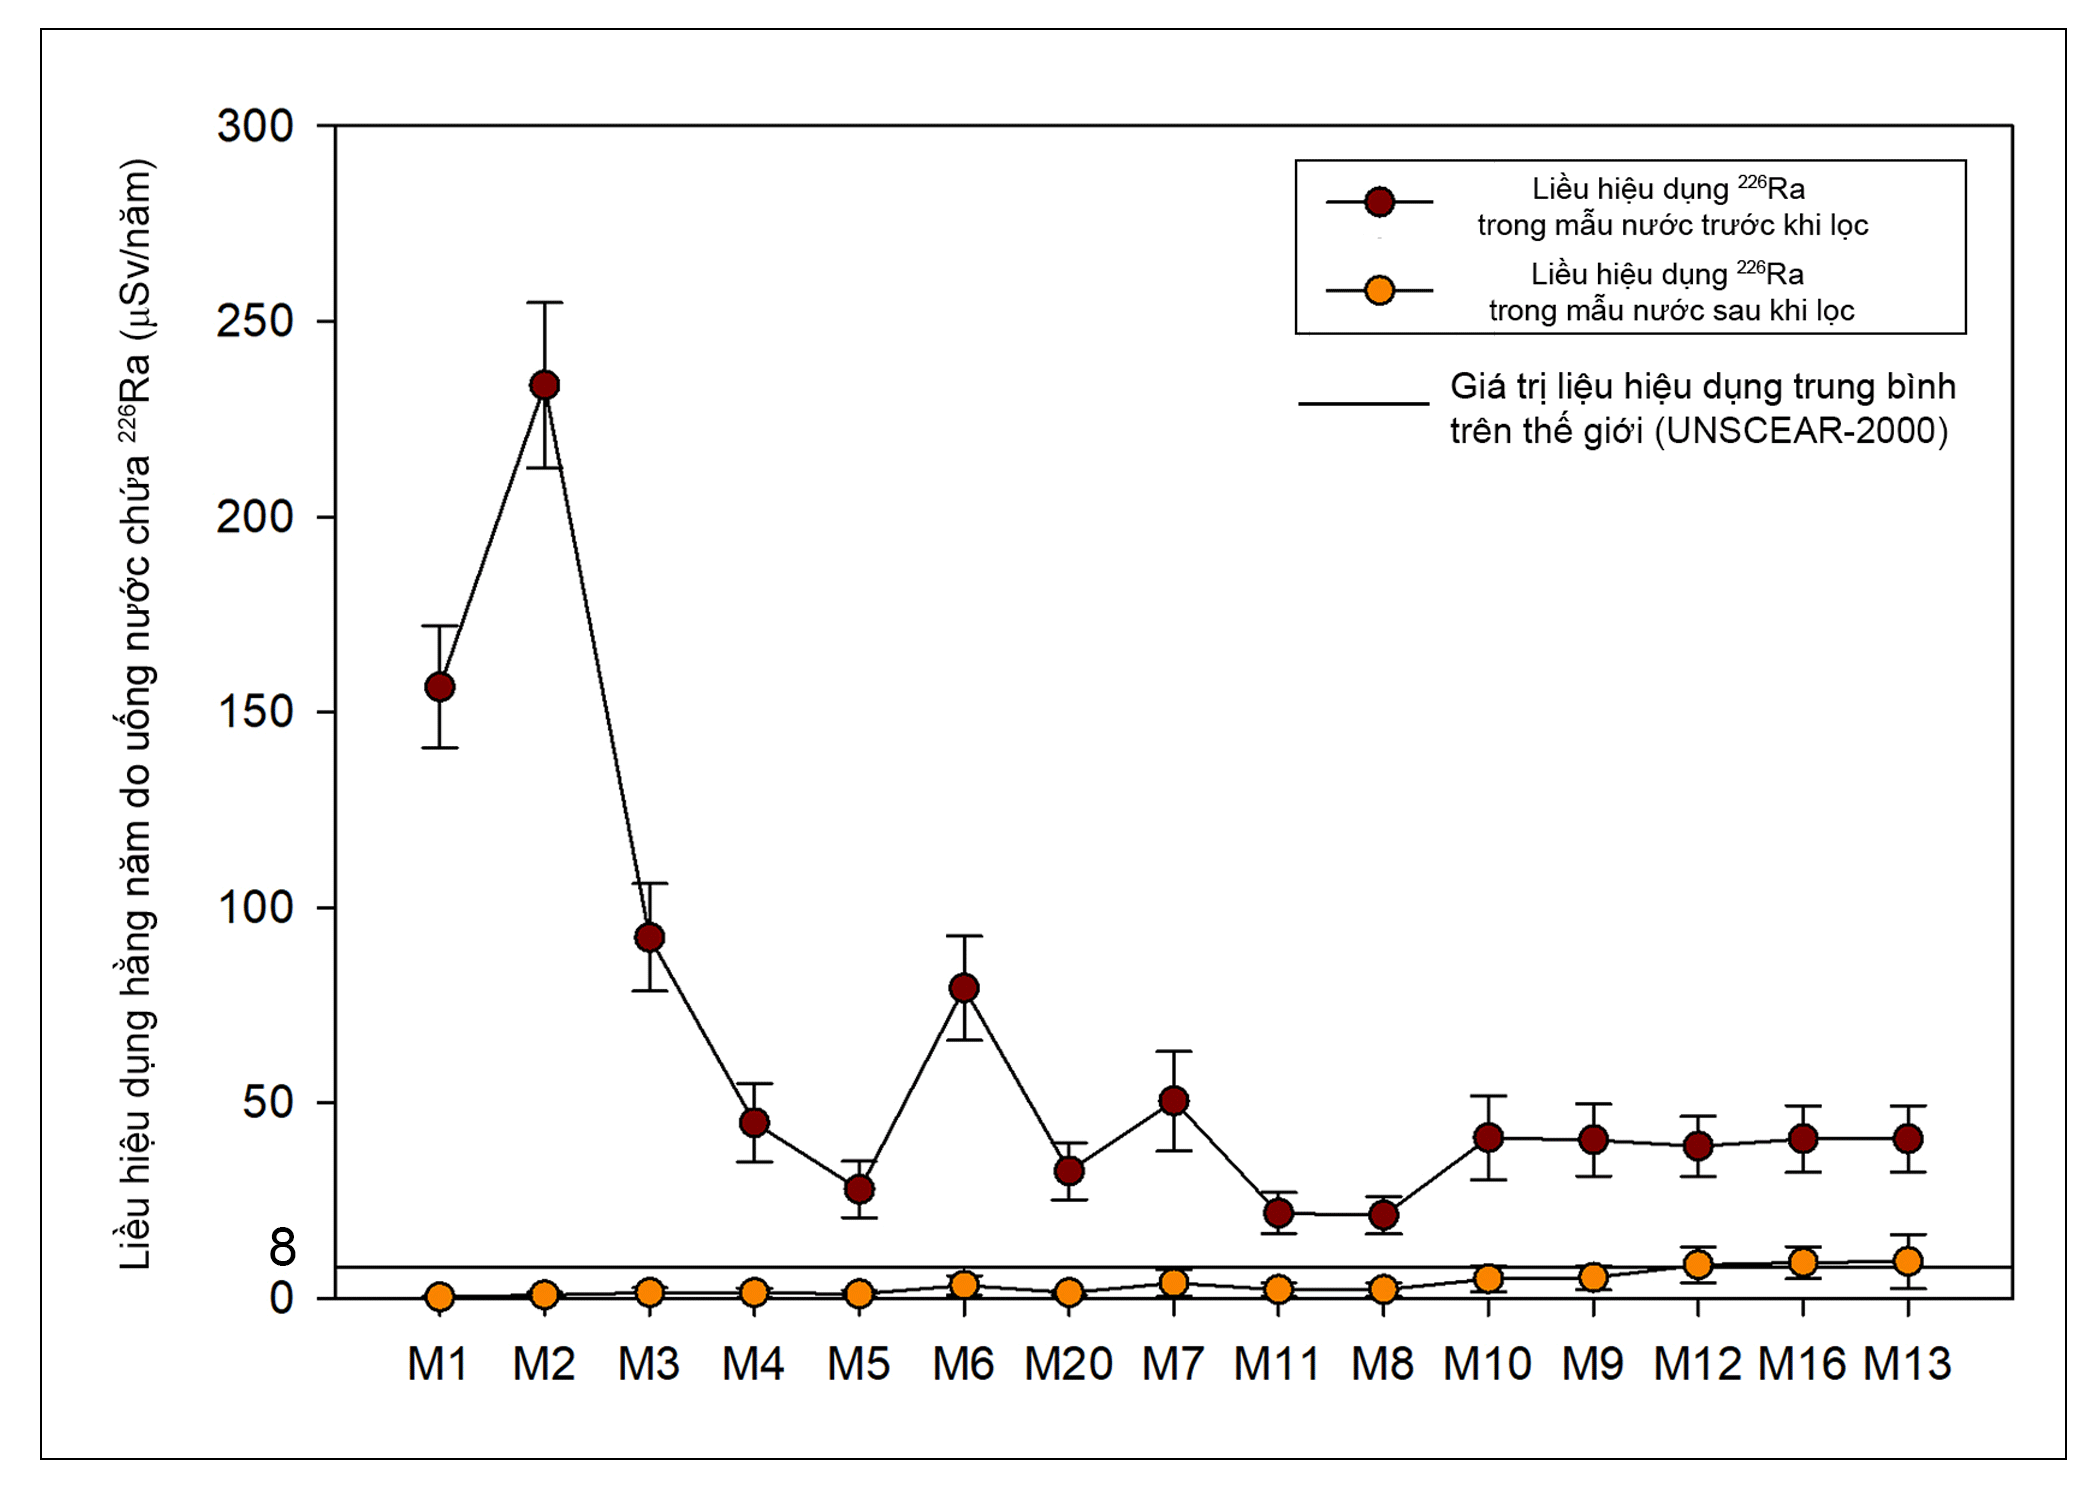 Liều hiệu dụng hằng năm do uống nước chứa ²²⁶Ra (μSv/năm)
300
250
200
150
100
50
8
0
Liều hiệu dụng ²²⁶Ra
trong mẫu nước trước khi lọc
Liều hiệu dụng ²²⁶Ra
trong mẫu nước sau khi lọc
Giá trị liệu hiệu dụng trung bình
trên thế giới (UNSCEAR-2000)
M1 M2 M3 M4 M5 M6 M20 M7 M11 M8 M10 M9 M12 M16 M13